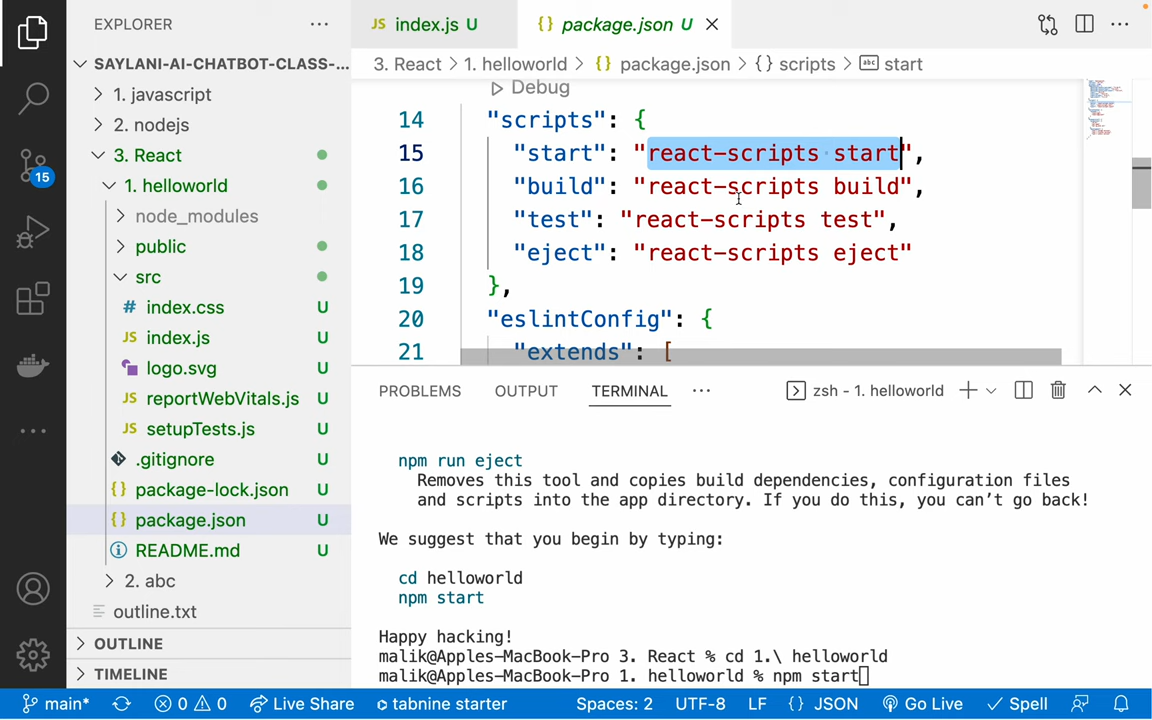 EXPLORER
SAYLANI-AI-CHATBOT-CLASS-...
1. javascript
2. nodejs
3. React
1. helloworld
node_modules
public
src
# index.css U
JS index.js U
logo.svg U
JS reportWebVitals.js U
JS setupTests.js U
.gitignore U
{} package-lock.json U
{} package.json U
README.md U
2. abc
outline.txt
OUTLINE
TIMELINE
15
JS index.js U
{} package.json U
3. React > 1. helloworld > {} package.json > {} scripts > abc start
Debug
14 "scripts": {
15 "start": "react-scripts start",
16 "build": "react-scripts build",
17 "test": "react-scripts test",
18 "eject": "react-scripts eject"
19 },
20 "eslintConfig": {
21 "extends": [
PROBLEMS OUTPUT TERMINAL ... zsh - 1. helloworld
npm run eject
Removes this tool and copies build dependencies, configuration files
and scripts into the app directory. If you do this, you can’t go back!
We suggest that you begin by typing:
cd helloworld
npm start
Happy hacking!
malik@Apples-MacBook-Pro 3. React % cd 1.\ helloworld
malik@Apples-MacBook-Pro 1. helloworld % npm start
main* 0 0 Live Share tabnine starter Spaces: 2 UTF-8 LF {} JSON Go Live Spell